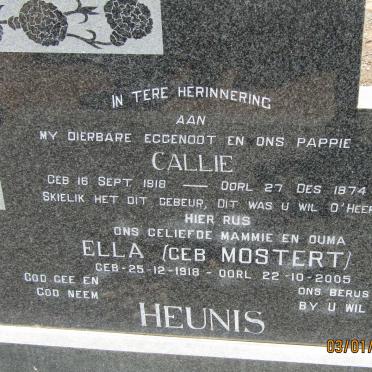 IN TERE HERINNERING
AAN
MY DIERBARE EGGENOOT EN ONS PAPPIE
CALLIE
GEB 16 SEPT 1918 — OORL 27 DES 1974
SKIELIK HET DIT GEBEUR, DIT WAS U WIL O'HEER
HIER RUS
ONS GELIEFDE MAMMIE EN OUMA
ELLA (GEB MOSTERT)
GEB-25-12-1918 - OORL 22-10-2005
GOD GEE EN ONS BERUS
GOD NEEM BY U WIL
HEUNIS
03/01/